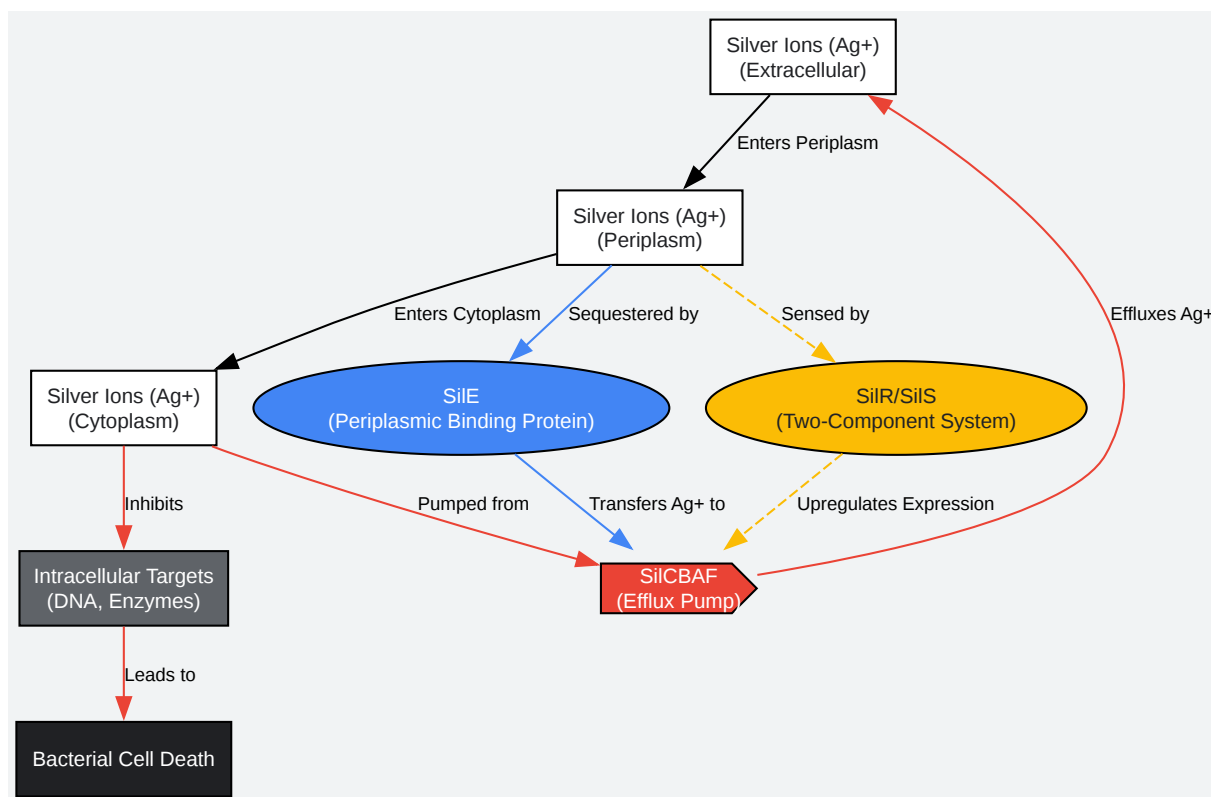 Silver Ions (Ag+)
(Extracellular)
Enters Periplasm
Silver Ions (Ag+)
(Periplasm)
Enters Cytoplasm
Sequestered by
Sensed by
Effluxes Ag+
Silver Ions (Ag+)
(Cytoplasm)
SilE
(Periplasmic Binding Protein)
SilR/SilS
(Two-Component System)
Inhibits
Pumped from
Transfers Ag+ to
Upregulates Expression
Intracellular Targets
(DNA, Enzymes)
SilCBAF
(Efflux Pump)
Leads to
Bacterial Cell Death